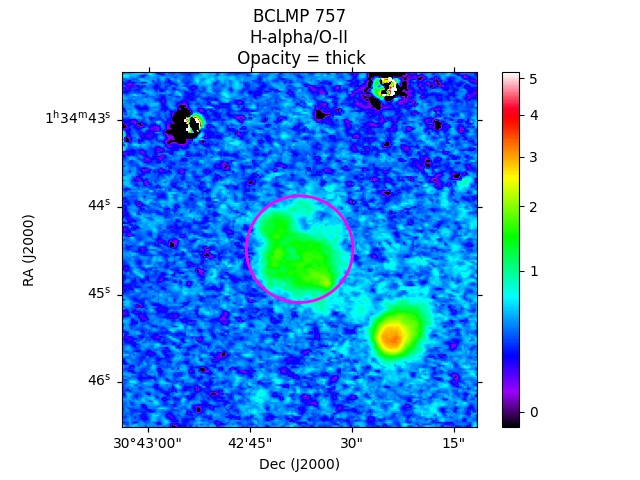 BCLMP 757
H-alpha/O-II
Opacity = thick
1ʰ34ᵐ43ˢ
44ˢ
45ˢ
46ˢ
RA (J2000)
30°43'00" 42'45" 30" 15"
Dec (J2000)
5
4
3
2
1
0